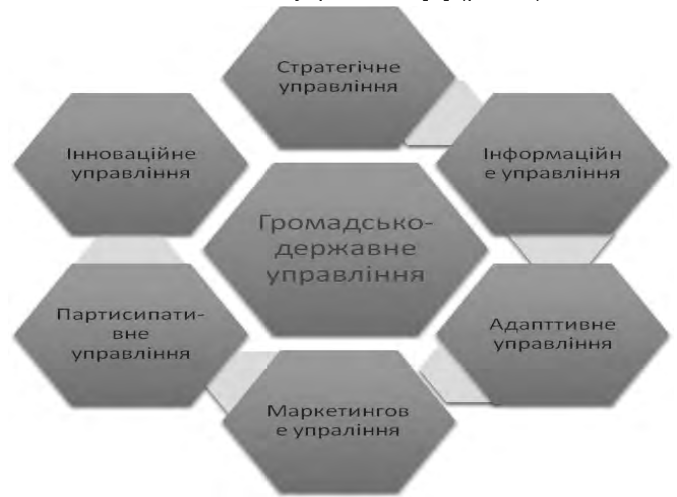 Стратегічне
управління
Інноваційне
управління
Інформаційн
е управління
Громадсько-
державне
управління
Партисипати-
вне
управління
Адапттивне
управління
Маркетингов
е упраління